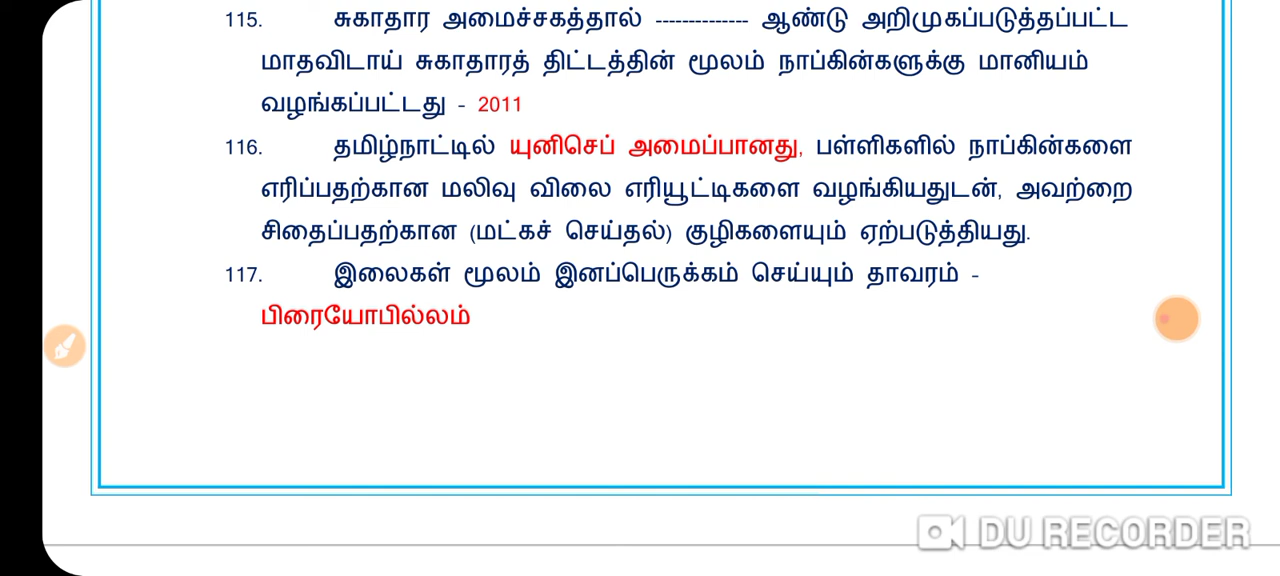 115. சுகாதார அமைச்சகத்தால் -------------- ஆண்டு அறிமுகப்படுத்தப்பட்ட
மாதவிடாய் சுகாதாரத் திட்டத்தின் மூலம் நாப்கின்களுக்கு மானியம்
வழங்கப்பட்டது - 2011
116. தமிழ்நாட்டில் யுனிசெப் அமைப்பானது, பள்ளிகளில் நாப்கின்களை
எரிப்பதற்கான மலிவு விலை எரியூட்டிகளை வழங்கியதுடன், அவற்றை
சிதைப்பதற்கான (மட்கச் செய்தல்) குழிகளையும் ஏற்படுத்தியது.
117. இலைகள் மூலம் இனப்பெருக்கம் செய்யும் தாவரம் -
பிரையோபில்லம்
DU RECORDER